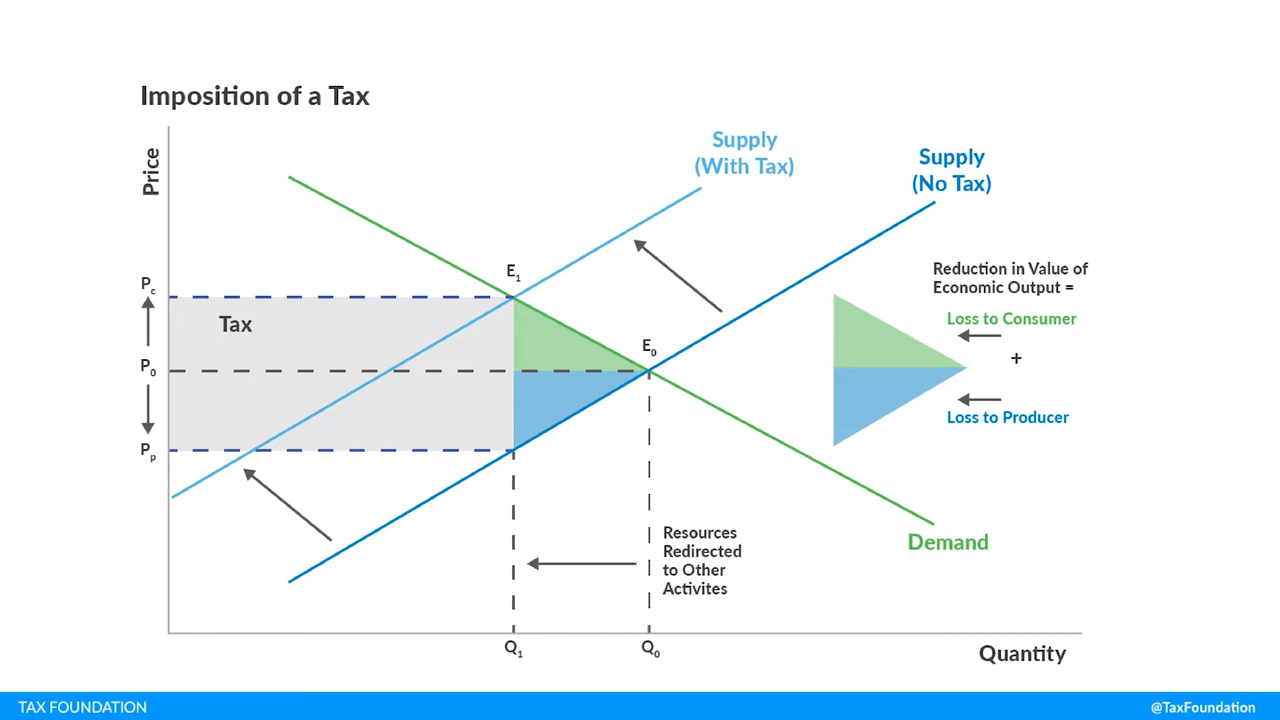 Imposition of a Tax
Price
Supply
(With Tax)
Supply
(No Tax)
E1
Pc
Tax
E0
P0
Pp
Reduction in Value of
Economic Output =
Loss to Consumer
+
Loss to Producer
Resources
Redirected
to Other
Activites
Demand
Q1
Q0
Quantity
TAX FOUNDATION
@TaxFoundation